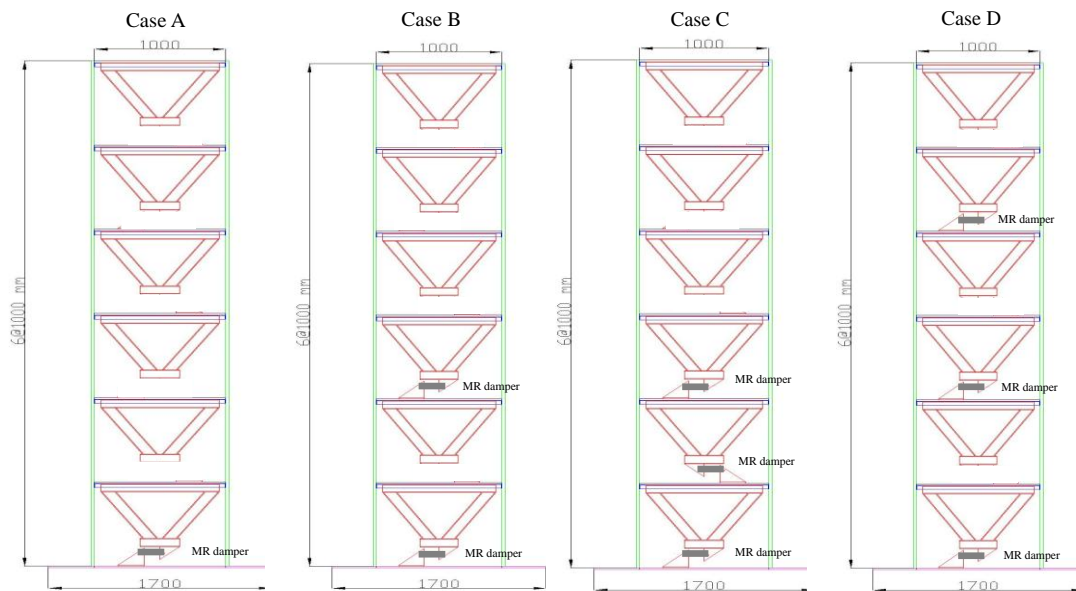 Case A
Case B
Case C
Case D
1000
1000
1000
1000
6@1000 mm
6@1000 mm
6@1000 mm
6@1000 mm
MR damper
MR damper
MR damper
MR damper
MR damper
MR damper
MR damper
MR damper
MR damper
1700
1700
1700
1700